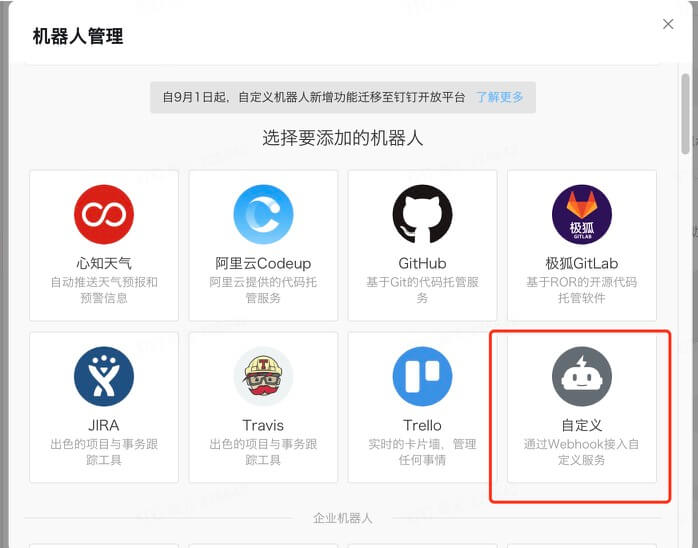 机器人管理
自9月1日起，自定义机器人新增功能迁移至钉钉开放平台 了解更多
选择要添加的机器人
心知天气
自动推送天气预报和
预警信息
阿里云Codeup
阿里云提供的代码托
管服务
GitHub
基于Git的代码托管服
务
极狐
GITLAB
极狐GitLab
基于ROR的开源代码
托管软件
JIRA
出色的项目与事务跟
踪工具
T
Travis
出色的项目与事务跟
踪工具
Trello
实时的卡片墙，管理
任何事情
自定义
通过Webhook接入自
定义服务
企业机器人